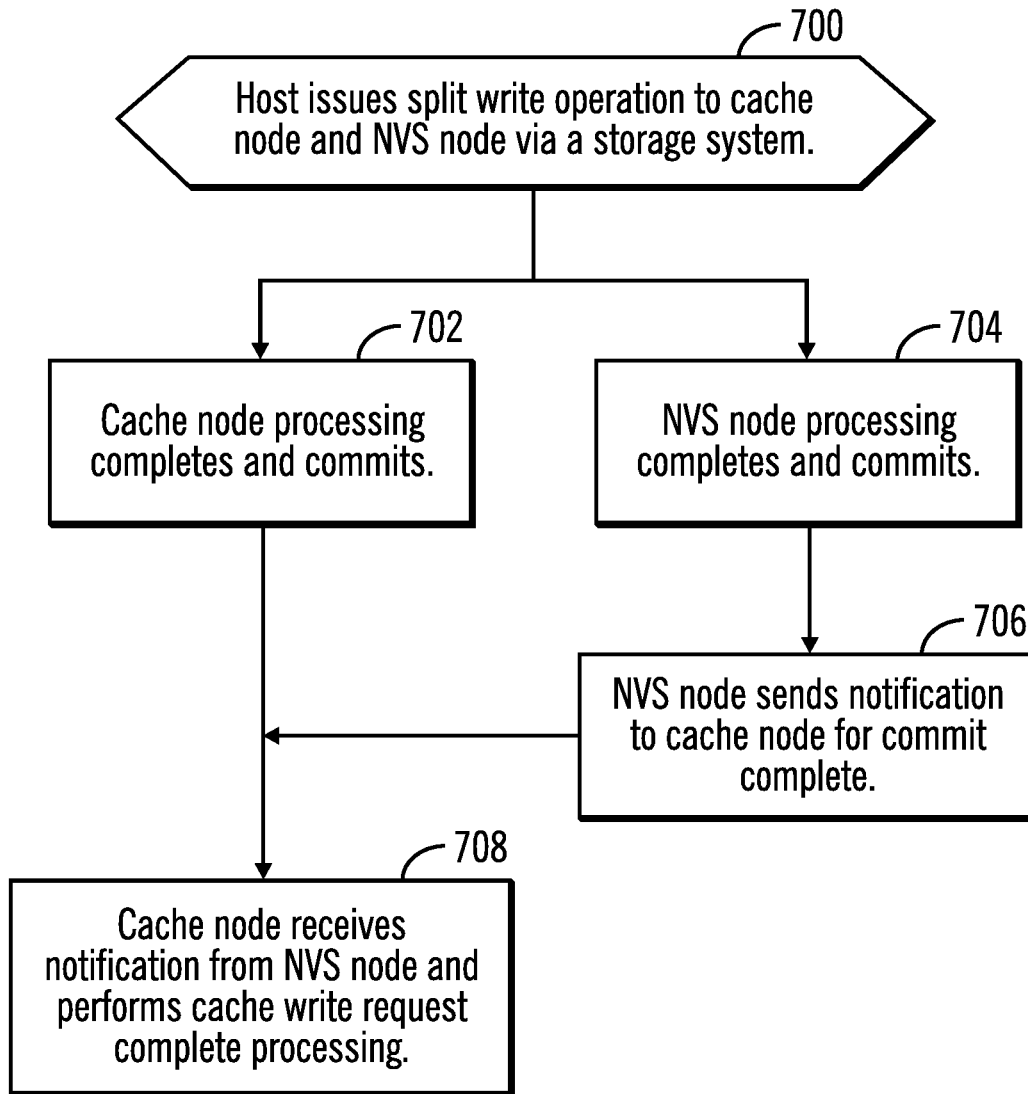 700
Host issues split write operation to cache
node and NVS node via a storage system.
702
Cache node processing
completes and commits.
704
NVS node processing
completes and commits.
706
NVS node sends notification
to cache node for commit
complete.
708
Cache node receives
notification from NVS node and
performs cache write request
complete processing.